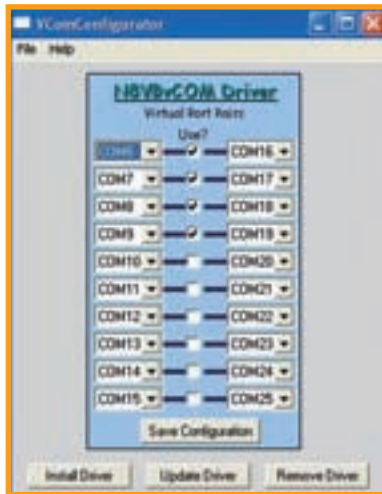 VComConfigurator
File Help
N8VBvCOM Driver
Virtual Port Pairs
Use?
COM6 COM16
COM7 COM17
COM8 COM18
COM9 COM19
COM10 COM20
COM11 COM21
COM12 COM22
COM13 COM23
COM14 COM24
COM15 COM25
Save Configuration
Install Driver Update Driver Remove Driver